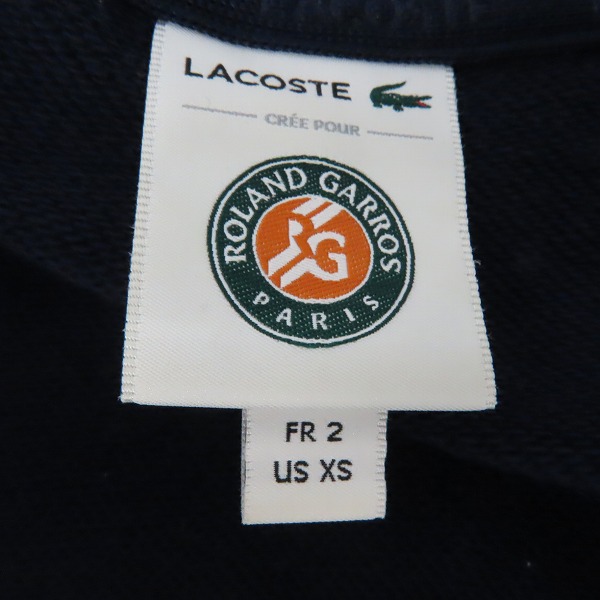 LACOSTE
CRÉE POUR
ROLAND GARROS
RG
PARIS
FR 2
US XS